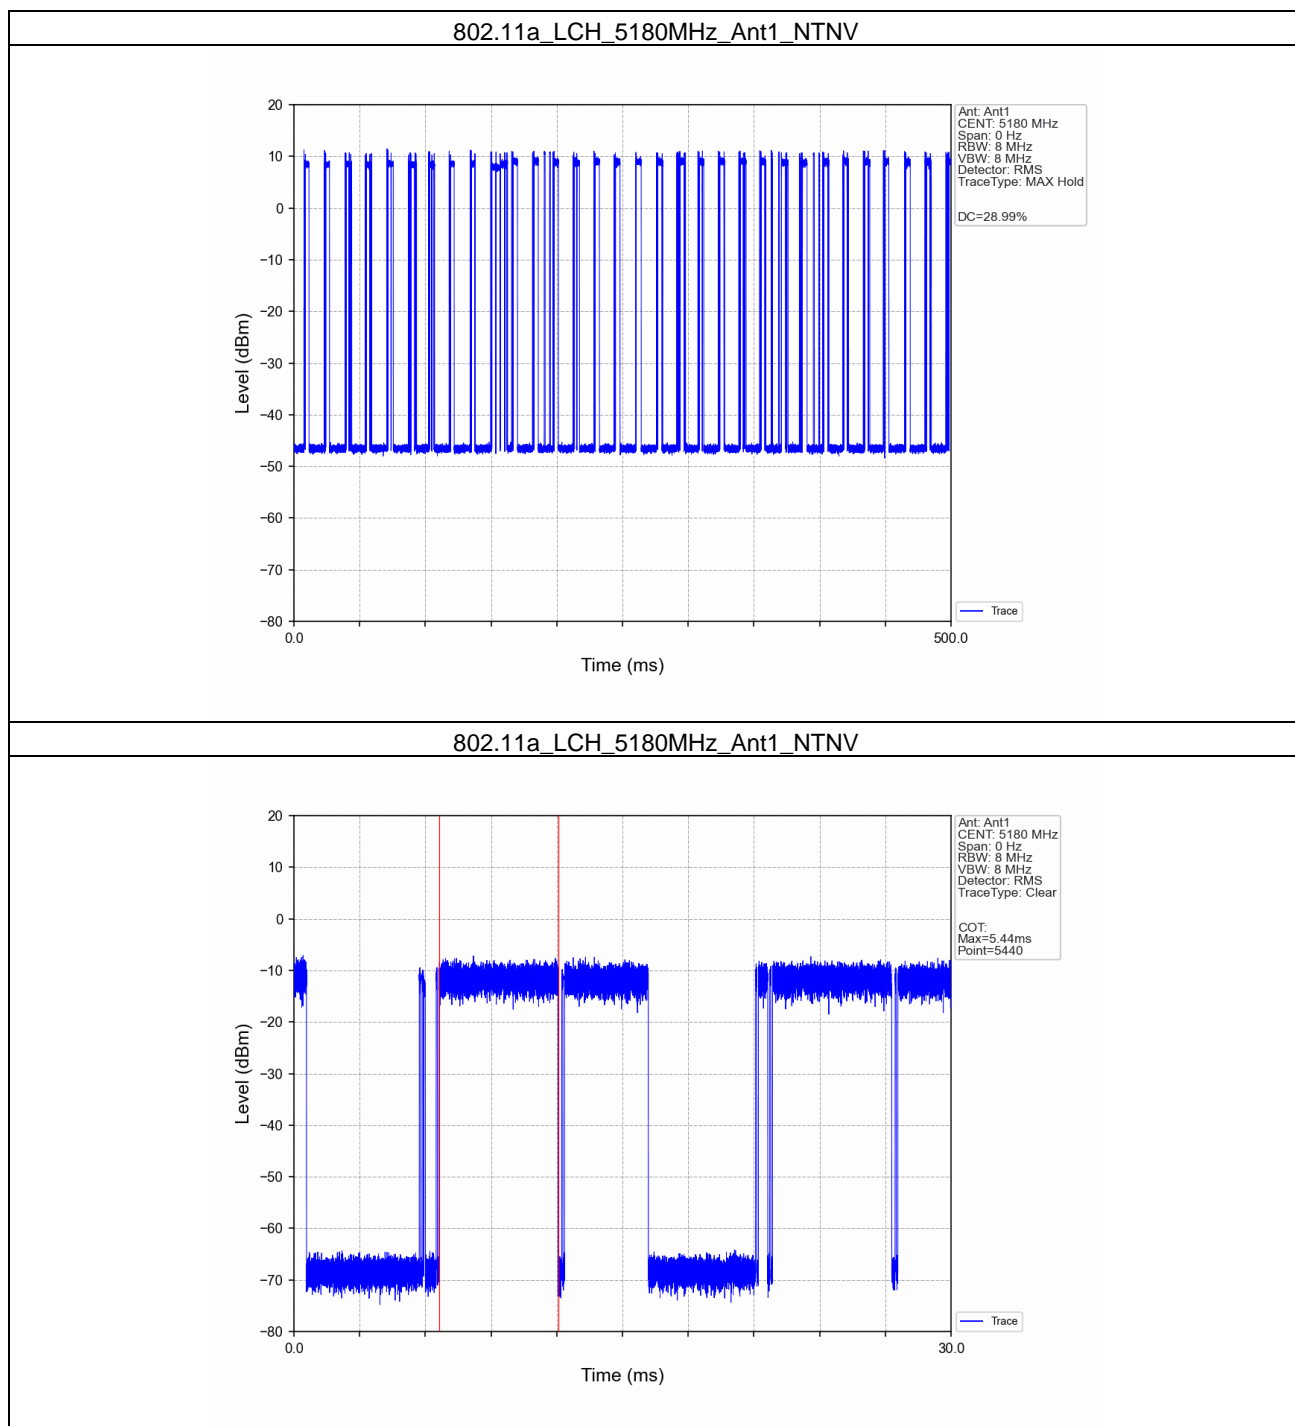 802.11a_LCH_5180MHz_Ant1_NTNV
20
10
0
−10
−20
−30
−40
−50
−60
−70
−80
Level (dBm)
0.0
500.0
Time (ms)
Ant: Ant1
CENT: 5180 MHz
Span: 0 Hz
RBW: 8 MHz
VBW: 8 MHz
Detector: RMS
TraceType: MAX Hold
DC=28.99%
Trace
802.11a_LCH_5180MHz_Ant1_NTNV
20
10
0
−10
−20
−30
−40
−50
−60
−70
−80
Level (dBm)
0.0
30.0
Time (ms)
Ant: Ant1
CENT: 5180 MHz
Span: 0 Hz
RBW: 8 MHz
VBW: 8 MHz
Detector: RMS
TraceType: Clear
COT:
Max=5.44ms
Point=5440
Trace